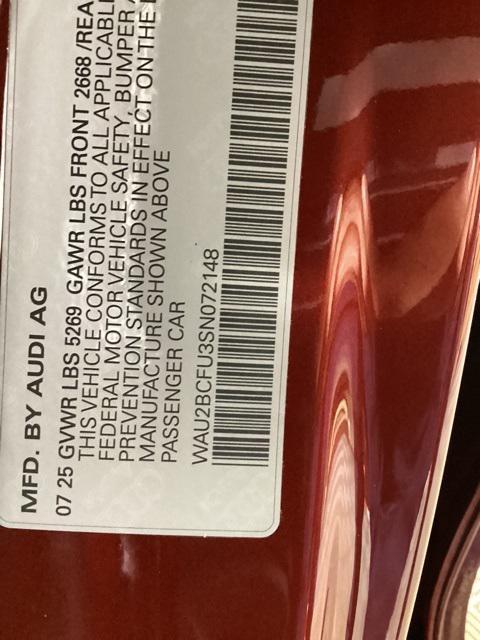 MFD. BY AUDI AG
07 25 GVWR LBS 5269 GAWR LBS FRONT 2668 /REA
THIS VEHICLE CONFORMS TO ALL APPLICABL
FEDERAL MOTOR VEHICLE SAFETY, BUMPER
PREVENTION STANDARDS IN EFFECT ON THE
MANUFACTURE SHOWN ABOVE
PASSENGER CAR
WAU2BCFU3SN072148